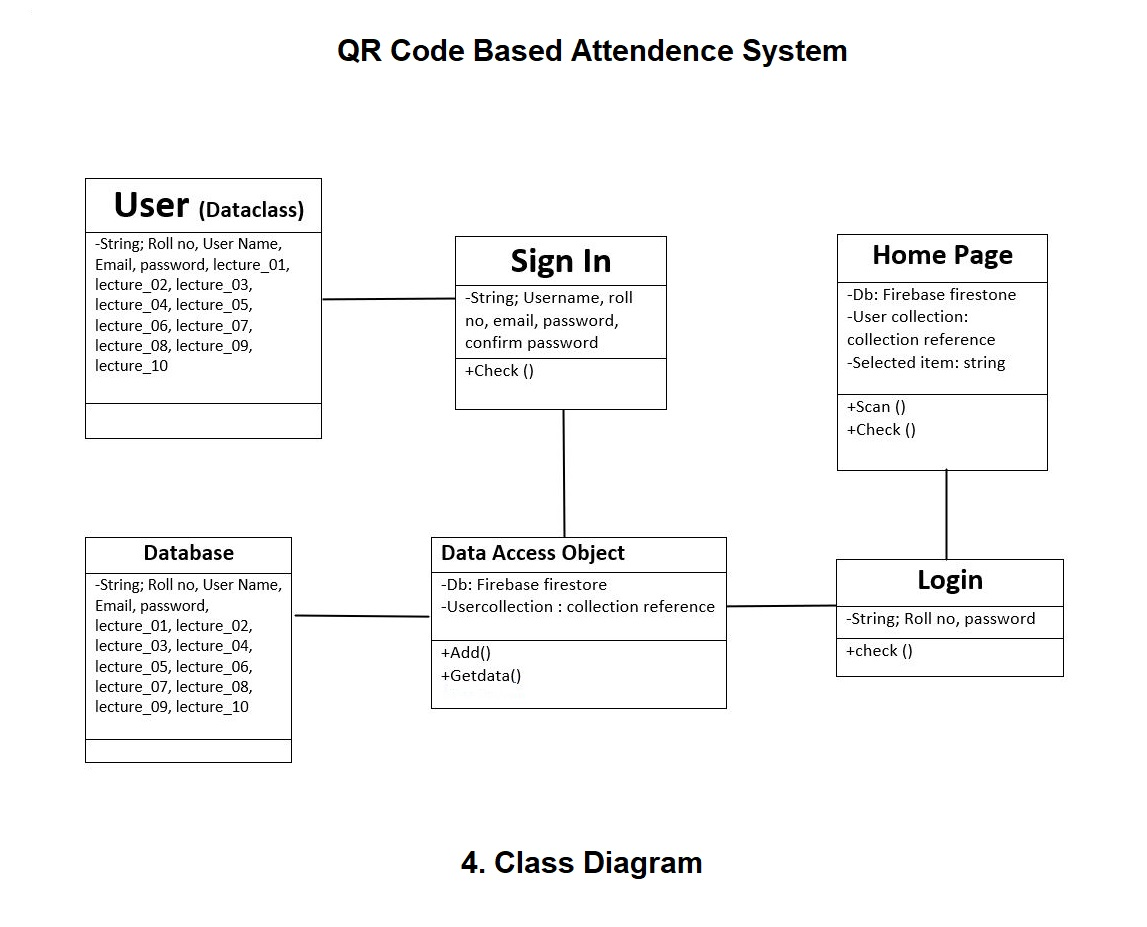 QR Code Based Attendence System
User (Dataclass)
-String; Roll no, User Name,
Email, password, lecture_01,
lecture_02, lecture_03,
lecture_04, lecture_05,
lecture_06, lecture_07,
lecture_08, lecture_09,
lecture_10
Sign In
-String; Username, roll
no, email, password,
confirm password
+Check ()
Home Page
-Db: Firebase firestone
-User collection:
collection reference
-Selected item: string
+Scan ()
+Check ()
Database
-String; Roll no, User Name,
Email, password,
lecture_01, lecture_02,
lecture_03, lecture_04,
lecture_05, lecture_06,
lecture_07, lecture_08,
lecture_09, lecture_10
Data Access Object
-Db: Firebase firestore
-Usercollection : collection reference
+Add()
+Getdata()
Login
-String; Roll no, password
+check ()
4. Class Diagram